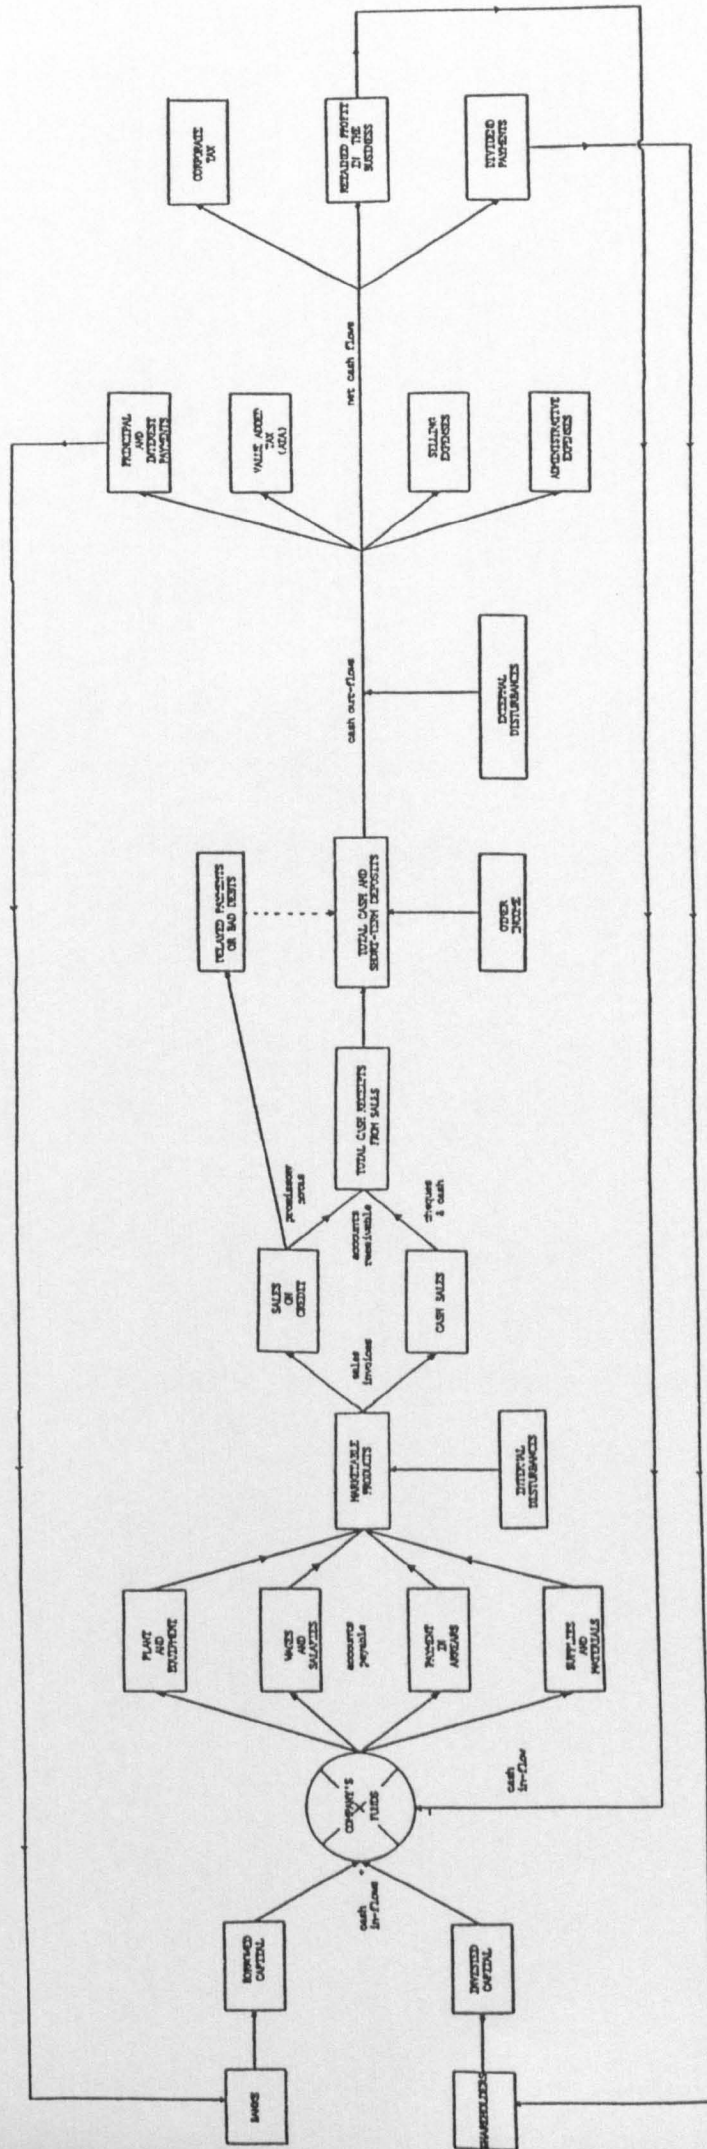 BANKS
SHAREHOLDERS
BORROWED
CAPITAL
INVESTED
CAPITAL
cash
in-flows
+
COMPANY'S
FUNDS
cash
in-flow
PLANT
AND
EQUIPMENT
WAGES
AND
SALARIES
accounts
payable
PAYMENT
IN
ARREARS
SUPPLIES
AND
MATERIALS
MARKETABLE
PRODUCTS
INTERNAL
DISTURBANCES
sales
invoices
SALES
ON
CREDIT
CASH SALES
promissory
accounts
receivable
cheques
& cash
TOTAL CASH RECEIPTS
FROM SALES
DELAYED PAYMENTS
OR BAD DEBTS
TOTAL CASH AND
SHORT-TERM DEPOSITS
OTHER
INCOME
cash out-flows
EXTERNAL
DISTURBANCES
PRINCIPAL
AND
INTEREST
PAYMENTS
VALUE ADDED
TAX
SELLING
EXPENSES
ADMINISTRATIVE
EXPENSES
net cash flows
CORPORATE
TAX
RETAINED PROFIT
IN THE
BUSINESS
DIVIDEND
PAYMENTS